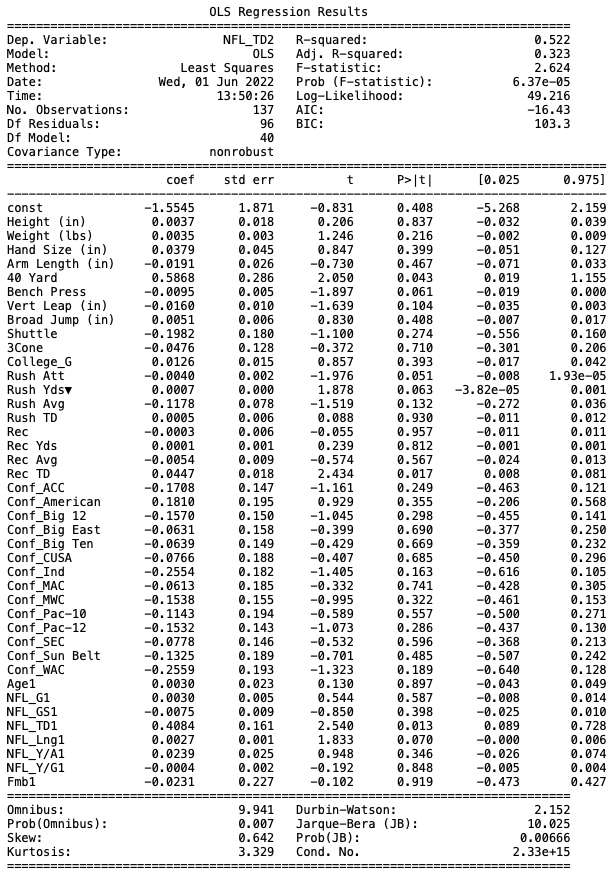 OLS Regression Results
==============================================================================
Dep. Variable: NFL_TD2 R-squared: 0.522
Model: OLS Adj. R-squared: 0.323
Method: Least Squares F-statistic: 2.624
Date: Wed, 01 Jun 2022 Prob (F-statistic): 6.37e-05
Time: 13:50:26 Log-Likelihood: 49.216
No. Observations: 137 AIC: -16.43
Df Residuals: 96 BIC: 103.3
Df Model: 40
Covariance Type: nonrobust
===================================================================================
coef std err t P>|t| [0.025 0.975]
-----------------------------------------------------------------------------------
const -1.5545 1.871 -0.831 0.408 -5.268 2.159
Height (in) 0.0037 0.018 0.206 0.837 -0.032 0.039
Weight (lbs) 0.0035 0.003 1.246 0.216 -0.002 0.009
Hand Size (in) 0.0379 0.045 0.847 0.399 -0.051 0.127
Arm Length (in) -0.0191 0.026 -0.730 0.467 -0.071 0.033
40 Yard 0.5868 0.286 2.050 0.043 0.019 1.155
Bench Press -0.0095 0.005 -1.897 0.061 -0.019 0.000
Vert Leap (in) -0.0160 0.010 -1.639 0.104 -0.035 0.003
Broad Jump (in) 0.0051 0.006 0.830 0.408 -0.007 0.017
Shuttle -0.1982 0.180 -1.100 0.274 -0.556 0.160
3Cone -0.0476 0.128 -0.372 0.710 -0.301 0.206
College_G 0.0126 0.015 0.857 0.393 -0.017 0.042
Rush Att -0.0040 0.002 -1.976 0.051 -0.008 1.93e-05
Rush Yds▼ 0.0007 0.000 1.878 0.063 -3.82e-05 0.001
Rush Avg -0.1178 0.078 -1.519 0.132 -0.272 0.036
Rush TD 0.0005 0.006 0.088 0.930 -0.011 0.012
Rec -0.0003 0.006 -0.055 0.957 -0.011 0.011
Rec Yds 0.0001 0.001 0.239 0.812 -0.001 0.001
Rec Avg -0.0054 0.009 -0.574 0.567 -0.024 0.013
Rec TD 0.0447 0.018 2.434 0.017 0.008 0.081
Conf_ACC -0.1708 0.147 -1.161 0.249 -0.463 0.121
Conf_American 0.1810 0.195 0.929 0.355 -0.206 0.568
Conf_Big 12 -0.1570 0.150 -1.045 0.298 -0.455 0.141
Conf_Big East -0.0631 0.158 -0.399 0.690 -0.377 0.250
Conf_Big Ten -0.0639 0.149 -0.429 0.669 -0.359 0.232
Conf_CUSA -0.0766 0.188 -0.407 0.685 -0.450 0.296
Conf_Ind -0.2554 0.182 -1.405 0.163 -0.616 0.105
Conf_MAC -0.0613 0.185 -0.332 0.741 -0.428 0.305
Conf_MWC -0.1538 0.155 -0.995 0.322 -0.461 0.153
Conf_Pac-10 -0.1143 0.194 -0.589 0.557 -0.500 0.271
Conf_Pac-12 -0.1532 0.143 -1.073 0.286 -0.437 0.130
Conf_SEC -0.0778 0.146 -0.532 0.596 -0.368 0.213
Conf_Sun Belt -0.1325 0.189 -0.701 0.485 -0.507 0.242
Conf_WAC -0.2559 0.193 -1.323 0.189 -0.640 0.128
Age1 0.0030 0.023 0.130 0.897 -0.043 0.049
NFL_G1 0.0030 0.005 0.544 0.587 -0.008 0.014
NFL_GS1 -0.0075 0.009 -0.850 0.398 -0.025 0.010
NFL_TD1 0.4084 0.161 2.540 0.013 0.089 0.728
NFL_Lng1 0.0027 0.001 1.833 0.070 -0.000 0.006
NFL_Y/A1 0.0239 0.025 0.948 0.346 -0.026 0.074
NFL_Y/G1 -0.0004 0.002 -0.192 0.848 -0.005 0.004
Fmb1 -0.0231 0.227 -0.102 0.919 -0.473 0.427
==============================================================================
Omnibus: 9.941 Durbin-Watson: 2.152
Prob(Omnibus): 0.007 Jarque-Bera (JB): 10.025
Skew: 0.642 Prob(JB): 0.00666
Kurtosis: 3.329 Cond. No. 2.33e+15
==============================================================================